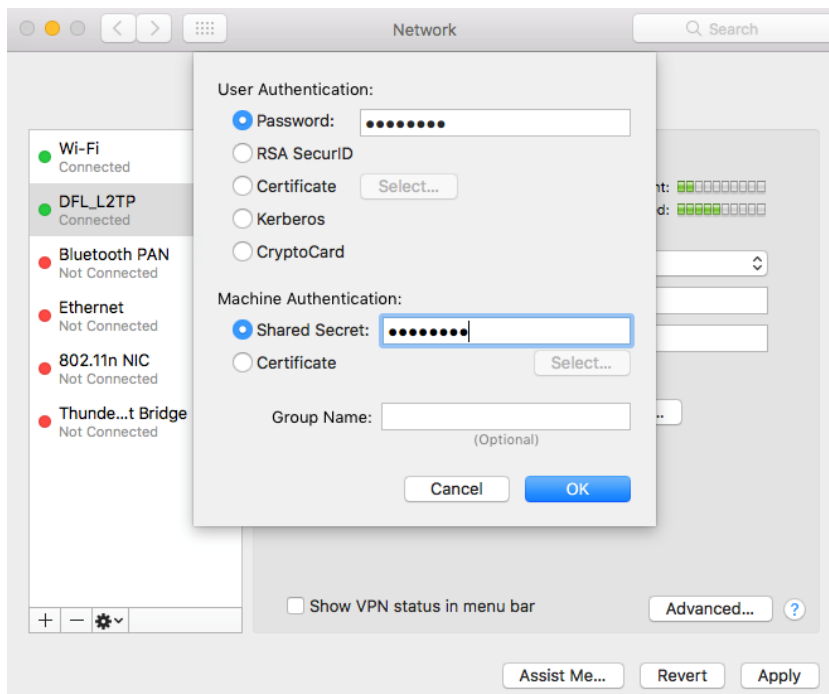 Network
Search
User Authentication:
Password: ●●●●●●●●
RSA SecurID
Certificate Select...
Kerberos
CryptoCard
Machine Authentication:
Shared Secret: ●●●●●●●●
Certificate Select...
Group Name:
(Optional)
Cancel OK
Wi-Fi
Connected
DFL_L2TP
Connected
Bluetooth PAN
Not Connected
Ethernet
Not Connected
802.11n NIC
Not Connected
Thunde...t Bridge
Not Connected
nt:
d:
..
Show VPN status in menu bar
Advanced... ?
Assist Me... Revert Apply